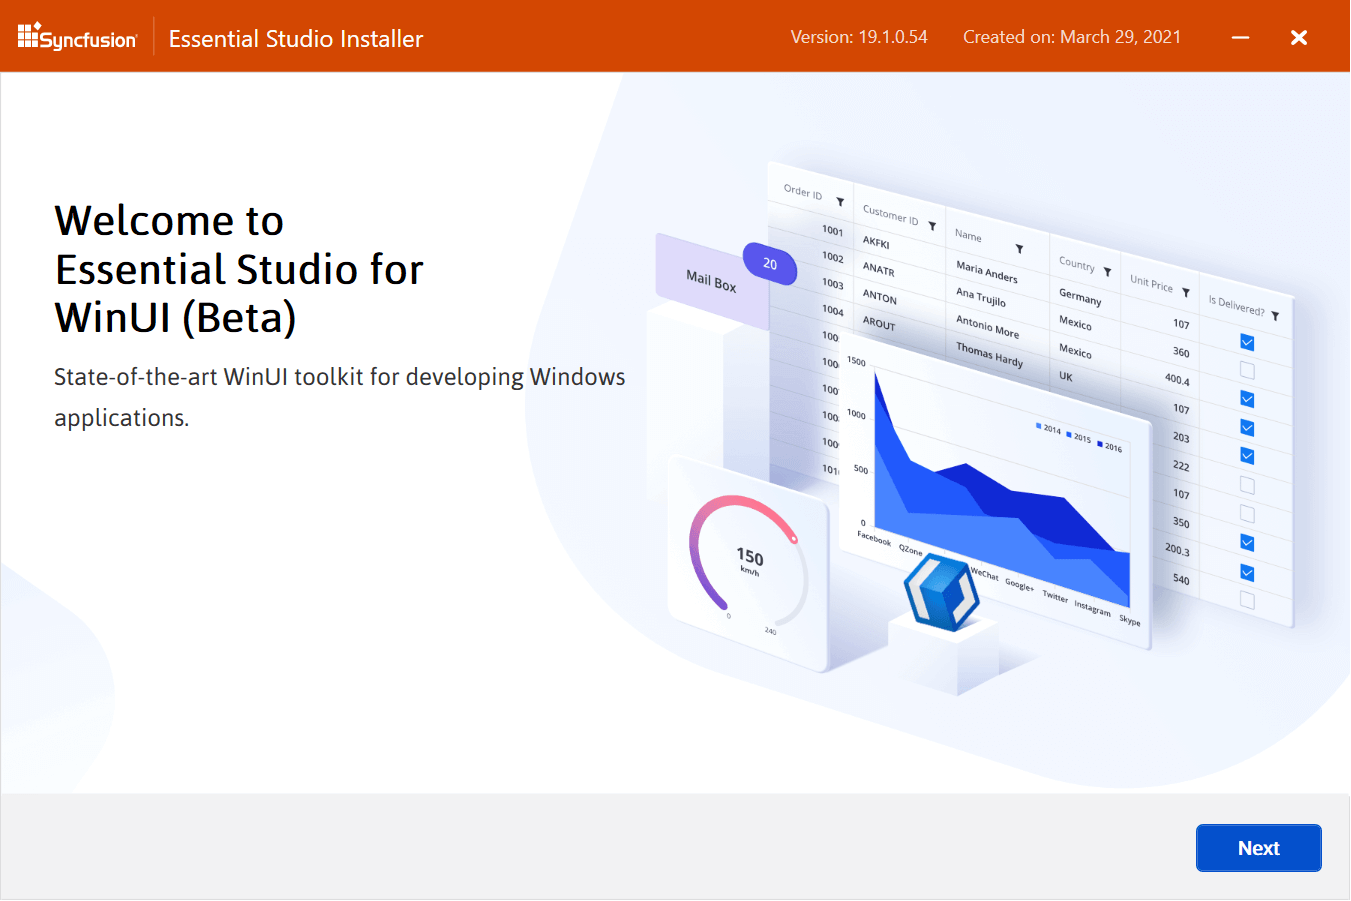 Syncfusion
Essential Studio Installer
Version: 19.1.0.54
Created on: March 29, 2021
Welcome to
Essential Studio for
WinUI (Beta)
State-of-the-art WinUI toolkit for developing Windows
applications.
Mail Box
20
Order ID
Customer ID
Name
Country
Unit Price
Is Delivered?
1001
AKFKI
Maria Anders
Germany
107
1002
ANATR
Ana Trujilo
Mexico
360
1003
ANTON
Antonio More
Mexico
400.4
1004
AROUT
Thomas Hardy
UK
107
100
203
100
222
100
107
100
350
100
200.3
101
540
1500
1000
500
0
2014
2015
2016
Facebook
QZone
WeChat
Google+
Twitter
Instagram
Skype
150
km/h
0
240
Next